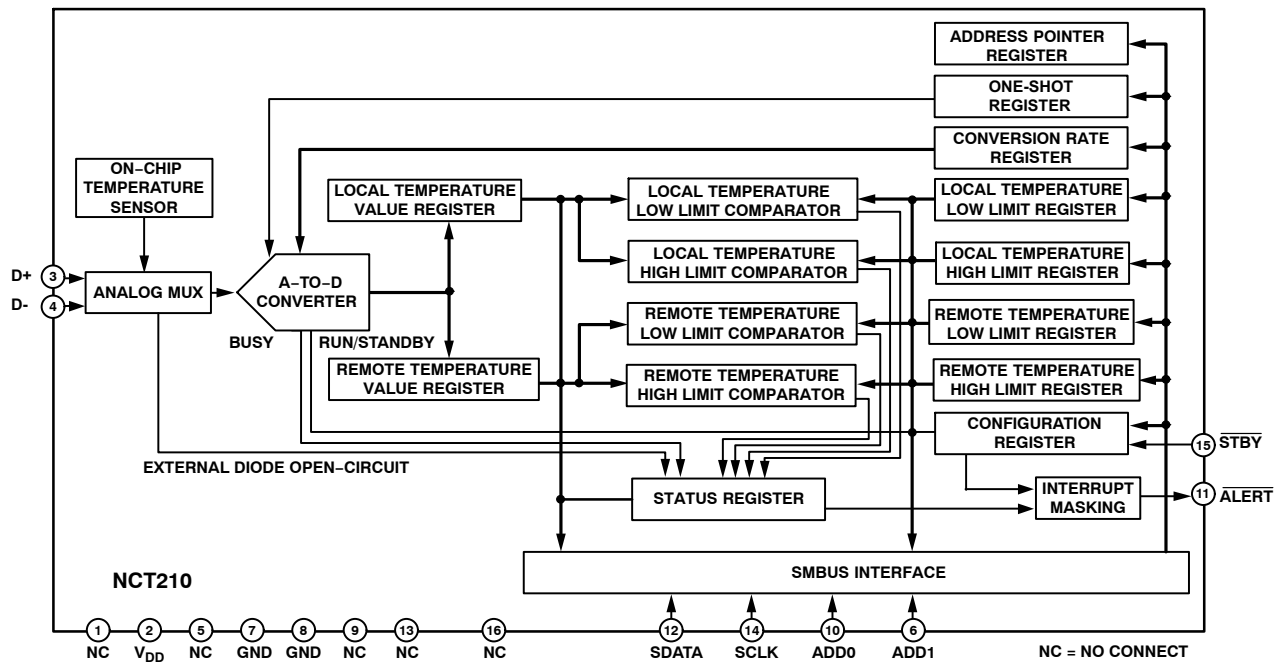 ADDRESS POINTER
REGISTER
ONE-SHOT
REGISTER
CONVERSION RATE
REGISTER
ON-CHIP
TEMPERATURE
SENSOR
LOCAL TEMPERATURE
VALUE REGISTER
LOCAL TEMPERATURE
LOW LIMIT COMPARATOR
LOCAL TEMPERATURE
LOW LIMIT REGISTER
LOCAL TEMPERATURE
HIGH LIMIT COMPARATOR
LOCAL TEMPERATURE
HIGH LIMIT REGISTER
D+
3
D-
4
ANALOG MUX
A-TO-D
CONVERTER
BUSY
RUN/STANDBY
REMOTE TEMPERATURE
LOW LIMIT COMPARATOR
REMOTE TEMPERATURE
LOW LIMIT REGISTER
REMOTE TEMPERATURE
VALUE REGISTER
REMOTE TEMPERATURE
HIGH LIMIT COMPARATOR
REMOTE TEMPERATURE
HIGH LIMIT REGISTER
CONFIGURATION
REGISTER
15
STBY
EXTERNAL DIODE OPEN-CIRCUIT
STATUS REGISTER
INTERRUPT
MASKING
11
ALERT
SMBUS INTERFACE
NCT210
1
2
5
7
8
9
13
16
12
14
10
6
NC
VDD
NC
GND
GND
NC
NC
NC
SDATA
SCLK
ADD0
ADD1
NC = NO CONNECT